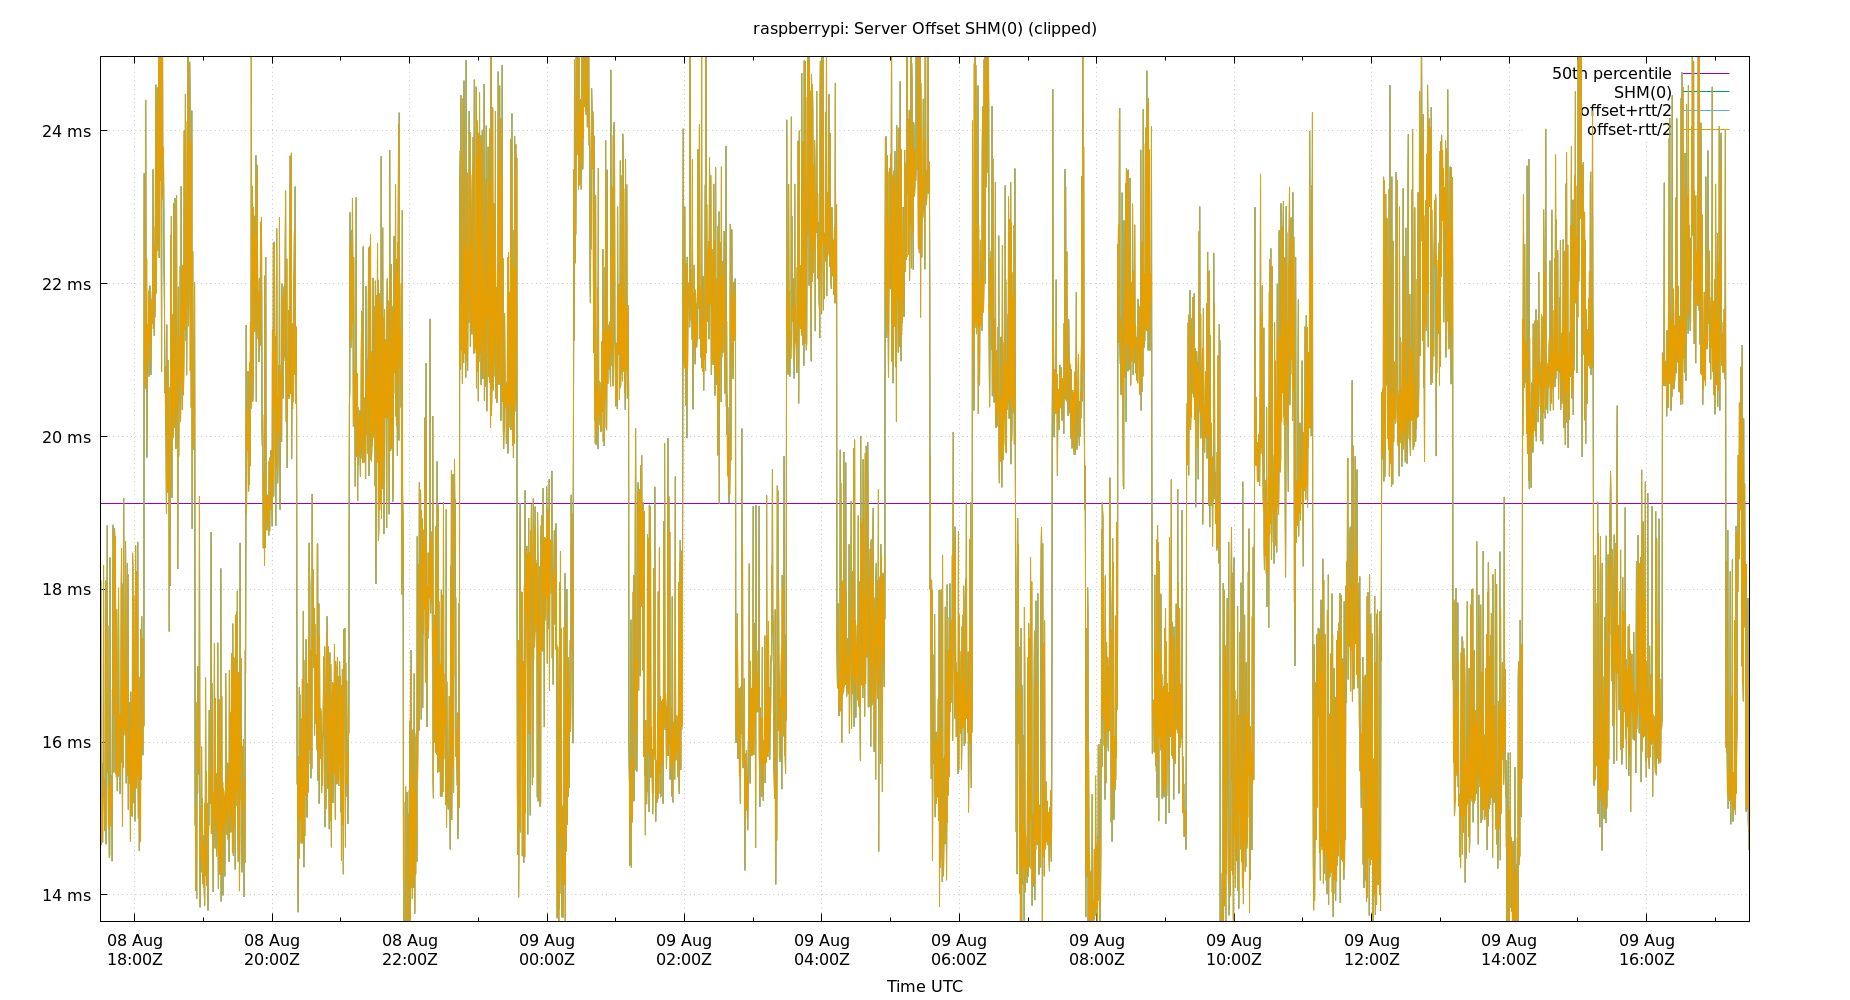 raspberrypi: Server Offset SHM(0) (clipped)
50th percentile
SHM(0)
offset+rtt/2
offset-rtt/2
24 ms
22 ms
20 ms
18 ms
16 ms
14 ms
08 Aug 08 Aug 08 Aug 09 Aug 09 Aug 09 Aug 09 Aug 09 Aug 09 Aug 09 Aug 09 Aug 09 Aug
18:00Z 20:00Z 22:00Z 00:00Z 02:00Z 04:00Z 06:00Z 08:00Z 10:00Z 12:00Z 14:00Z 16:00Z
Time UTC